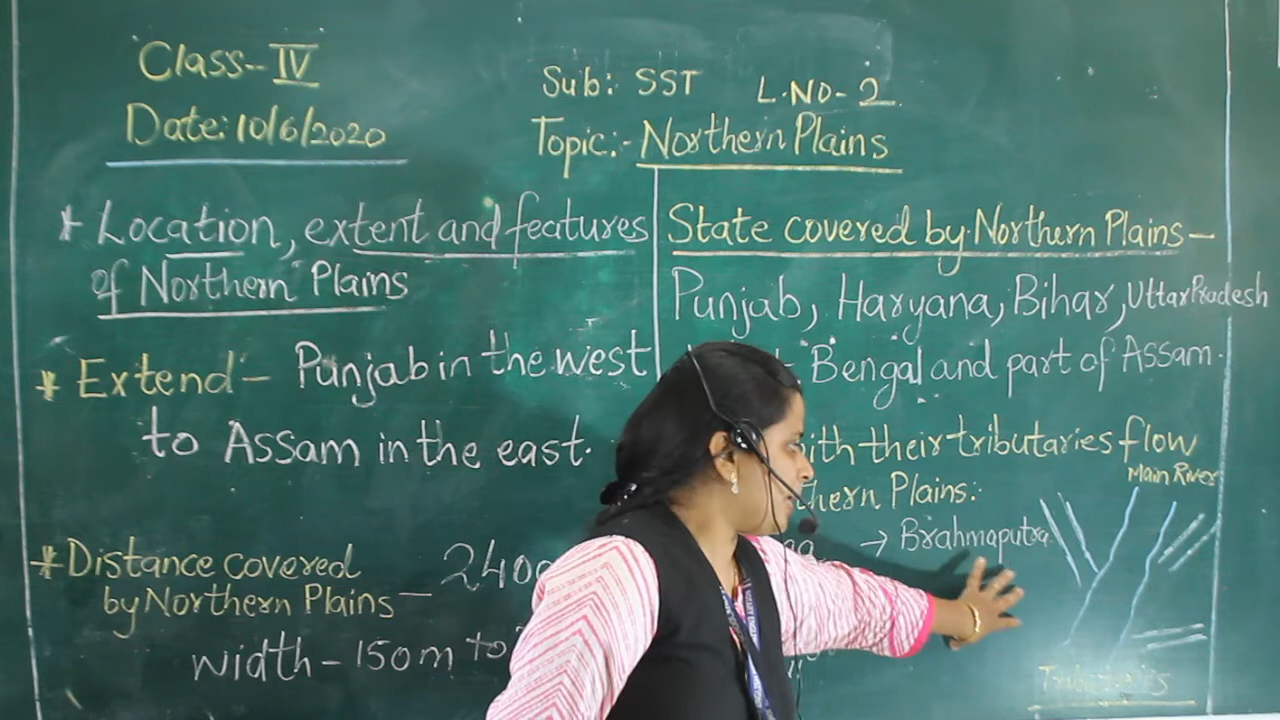 Class-IV
Date: 10/6/2020
Sub: SST L.NO-2
Topic:- Northern Plains
* Location, extent and features
of Northern Plains
* Extend - Punjab in the west
to Assam in the east.
* Distance covered
by Northern Plains - 2400
width - 150m to
State covered by Northern Plains -
Punjab, Haryana, Bihar, Uttar Pradesh
Bengal and part of Assam.
with their tributaries flow
Plains:-
→ Brahmaputra
Main River